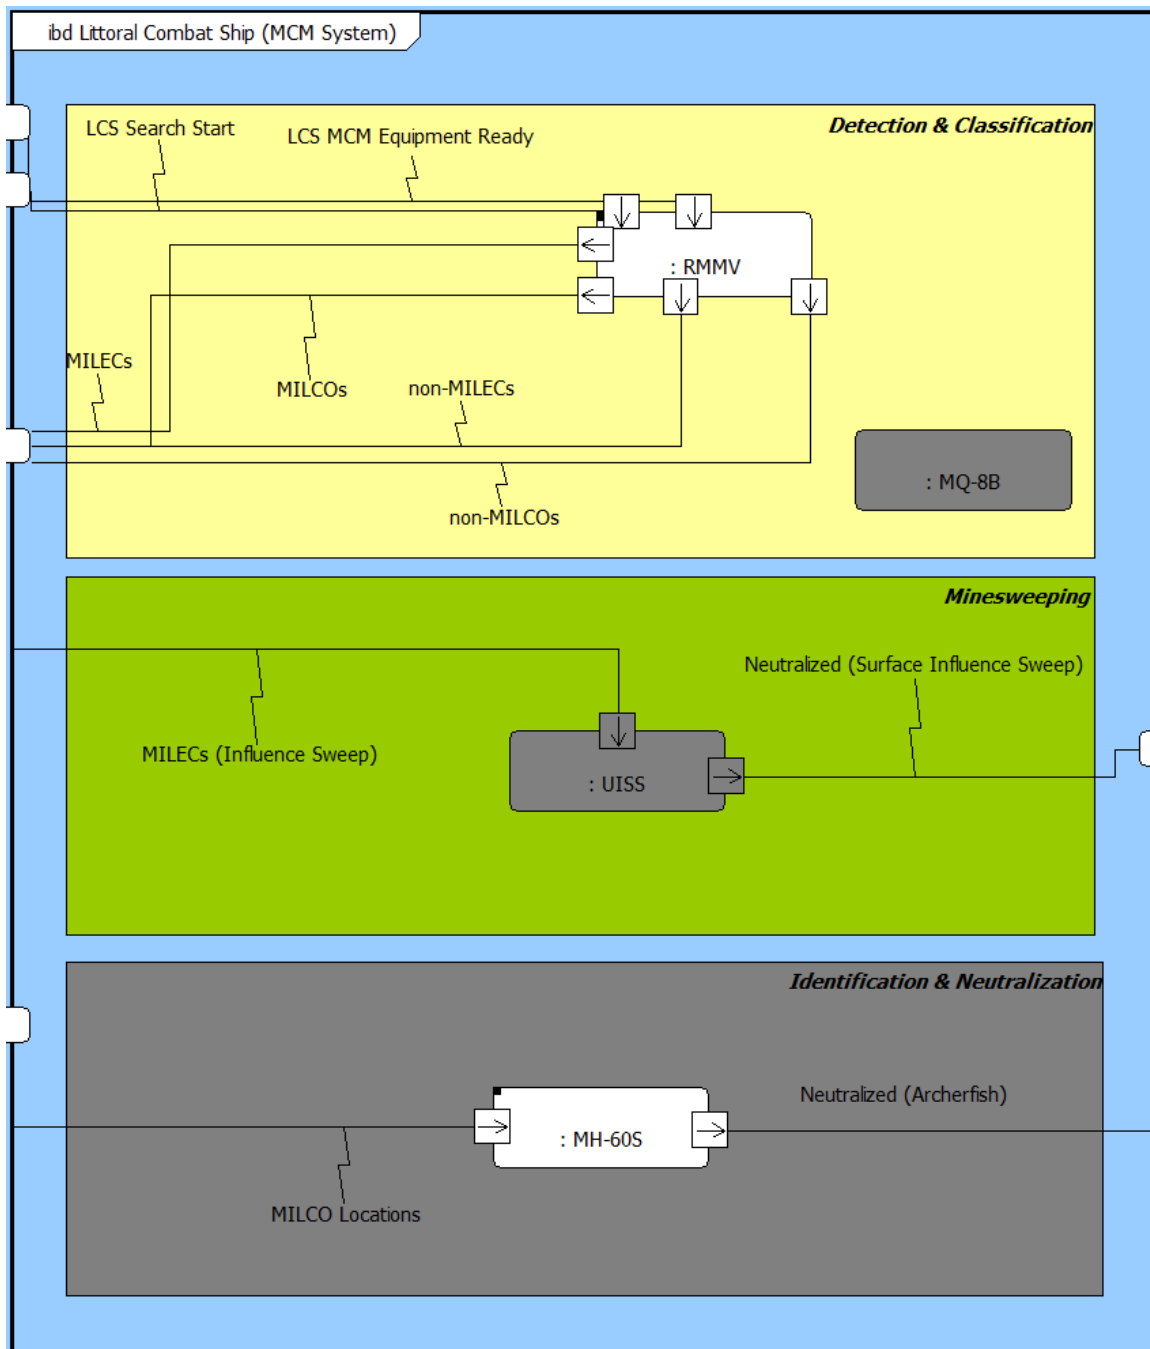 ibd Littoral Combat Ship (MCM System)
Detection & Classification
LCS Search Start
LCS MCM Equipment Ready
: RMMV
MILECs
MILCOs
non-MILECs
: MQ-8B
non-MILCOs
Minesweeping
Neutralized (Surface Influence Sweep)
MILECs (Influence Sweep)
: UISS
Identification & Neutralization
Neutralized (Archerfish)
: MH-60S
MILCO Locations